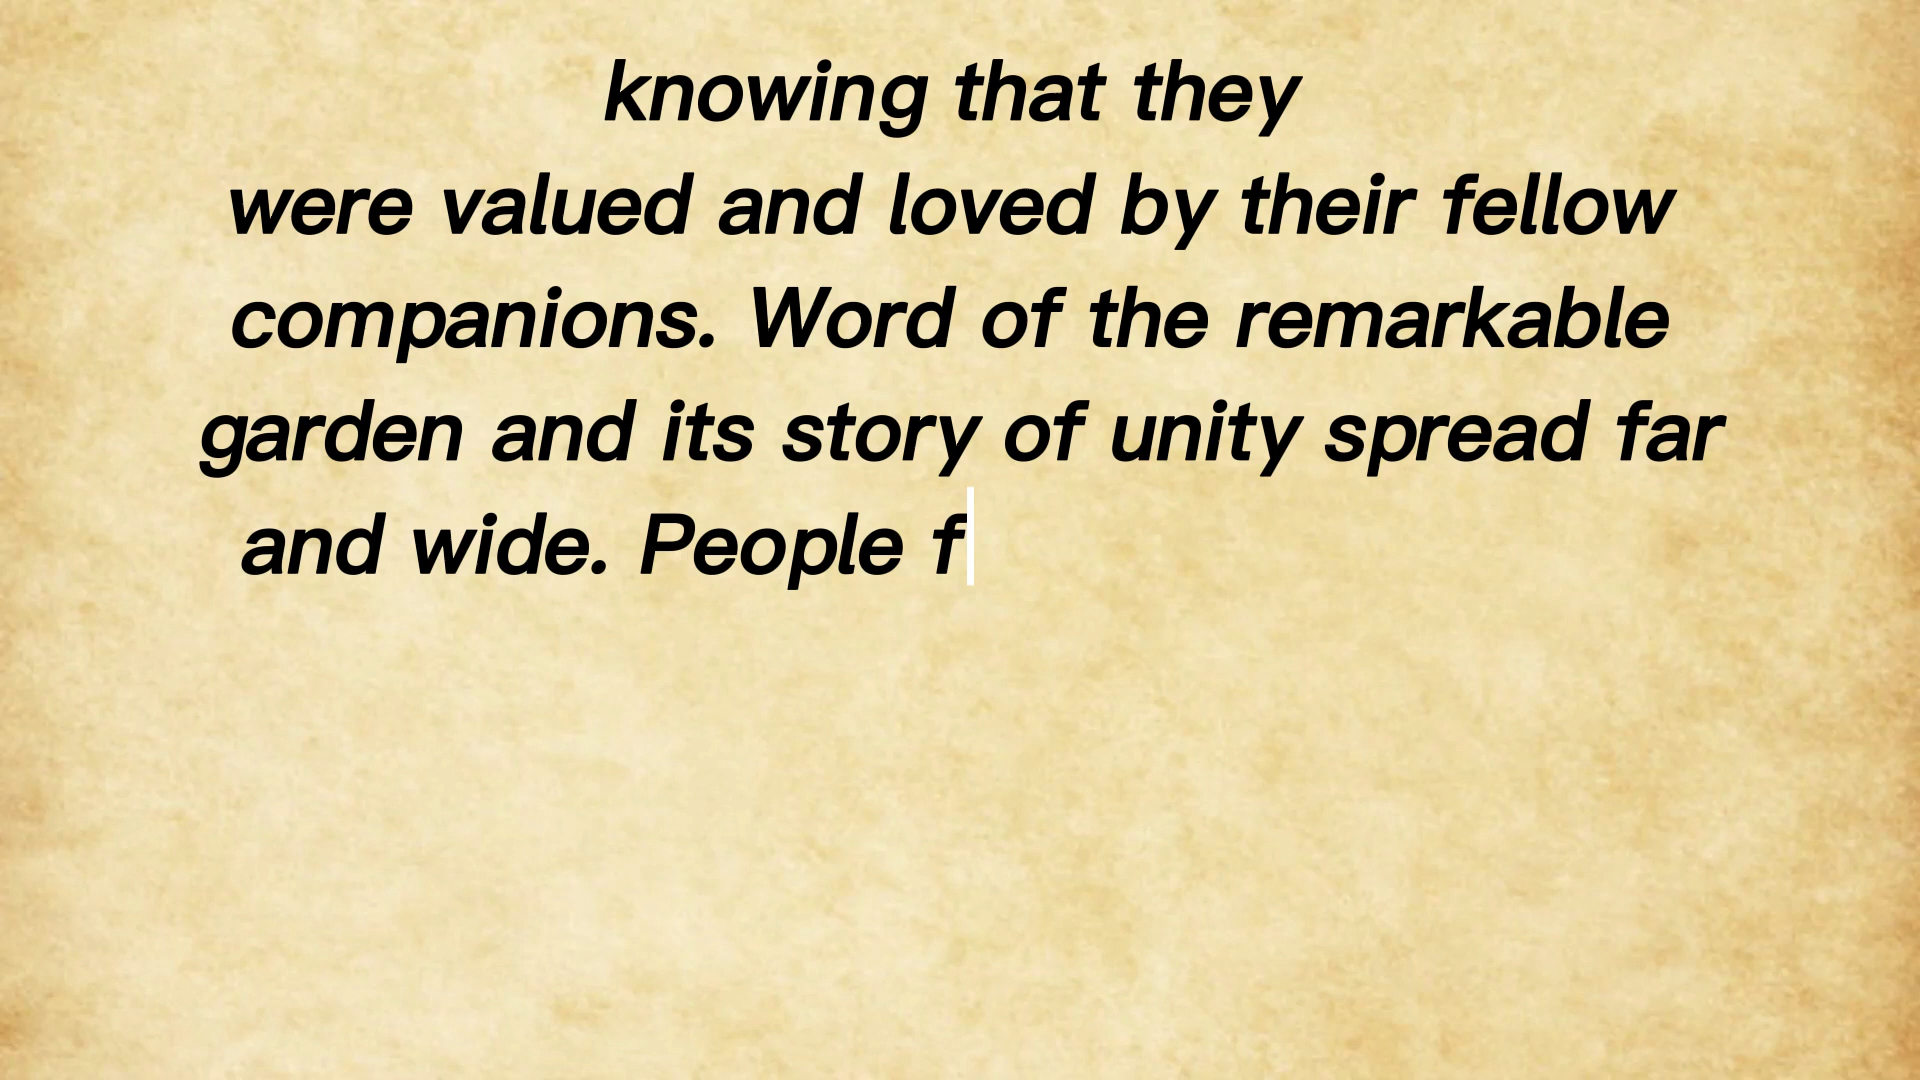 knowing that they
were valued and loved by their fellow
companions. Word of the remarkable
garden and its story of unity spread far
and wide. People f